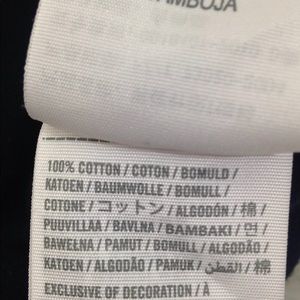 AMBOJA
100% COTTON / COTON / BOMULD /
KATOEN / BAUMWOLLE / BOMULL /
COTONE / コットン / ALGODÓN / 棉 /
PUUVILLAA / BAVLNA / BAMBAKI / 면 /
BAWEŁNA / PAMUT / BOMULL / ALGODÃO /
KATOEN / ALGODÃO / PAMUK / القطن / 棉
EXCLUSIVE OF DECORATION / À